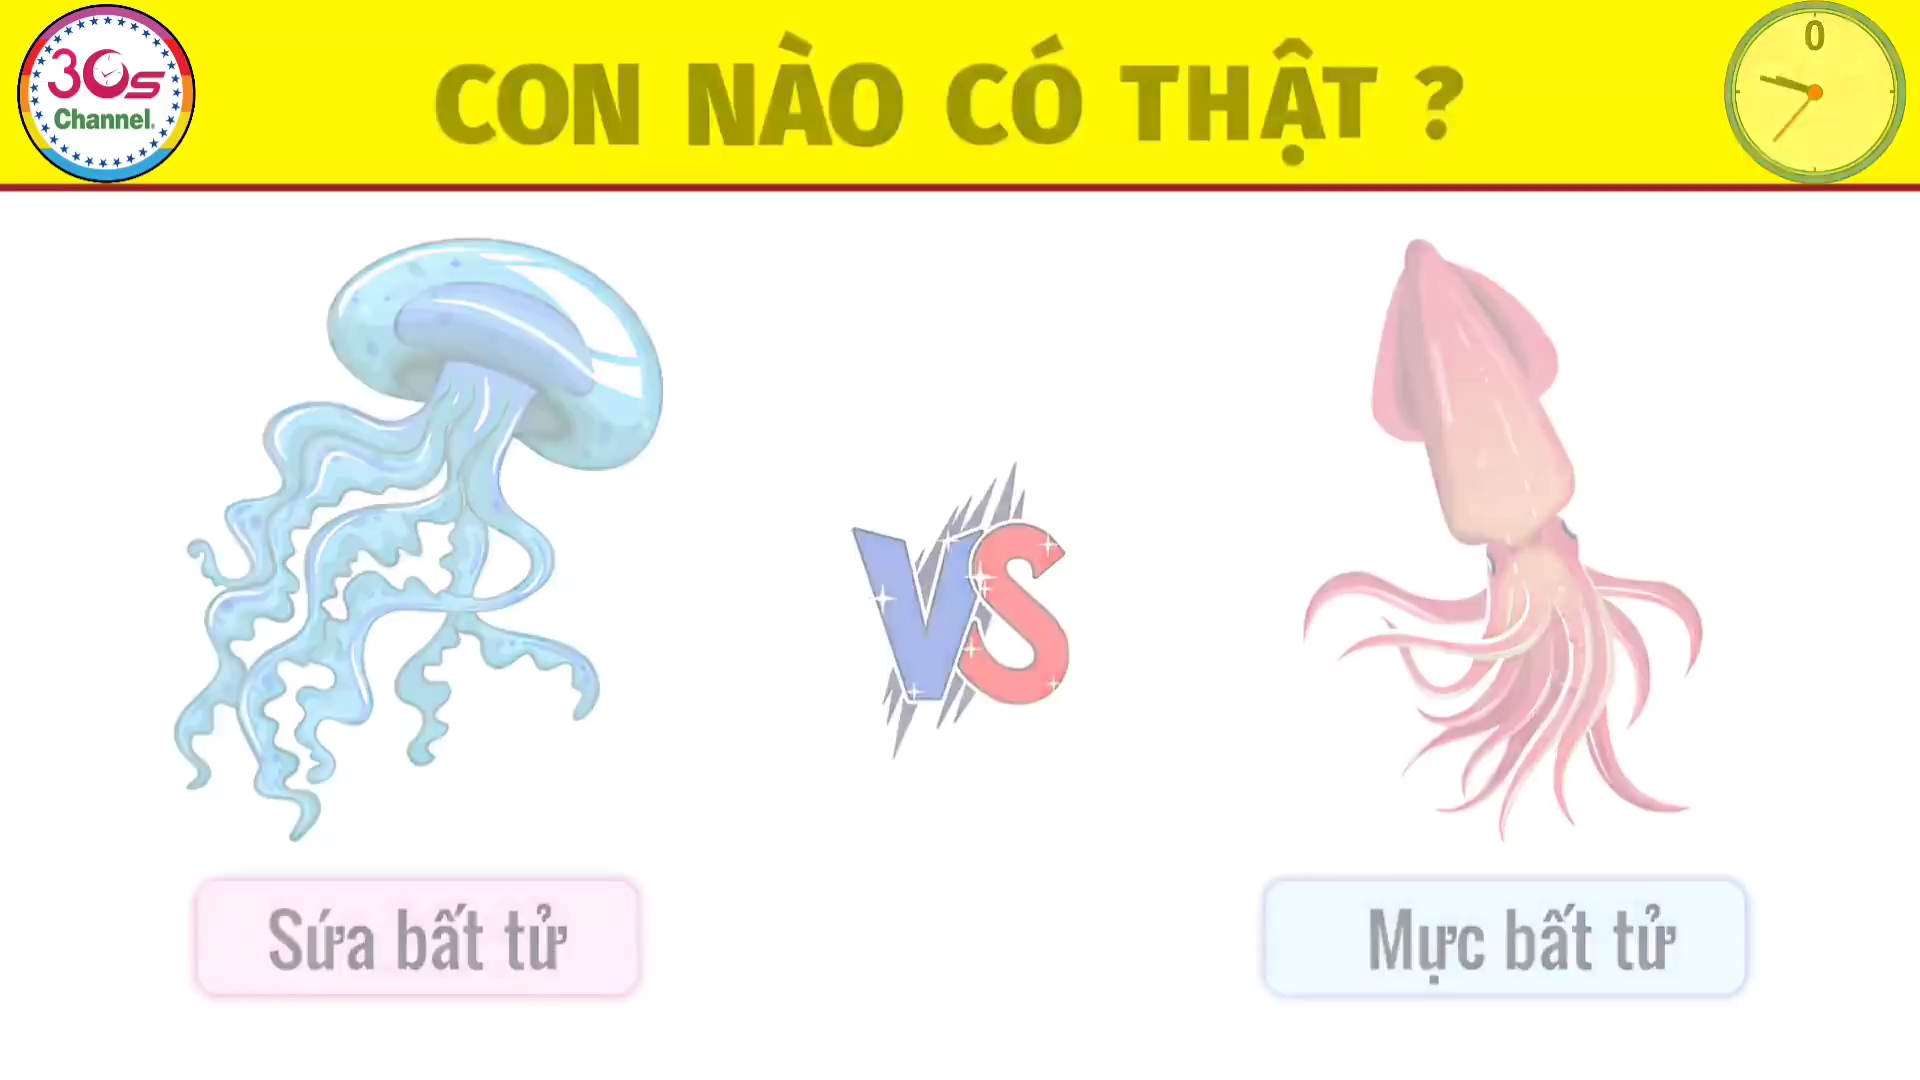 30s
Channel.
CON NÀO CÓ THẬT ?
0
VS
Sứa bất tử
Mực bất tử